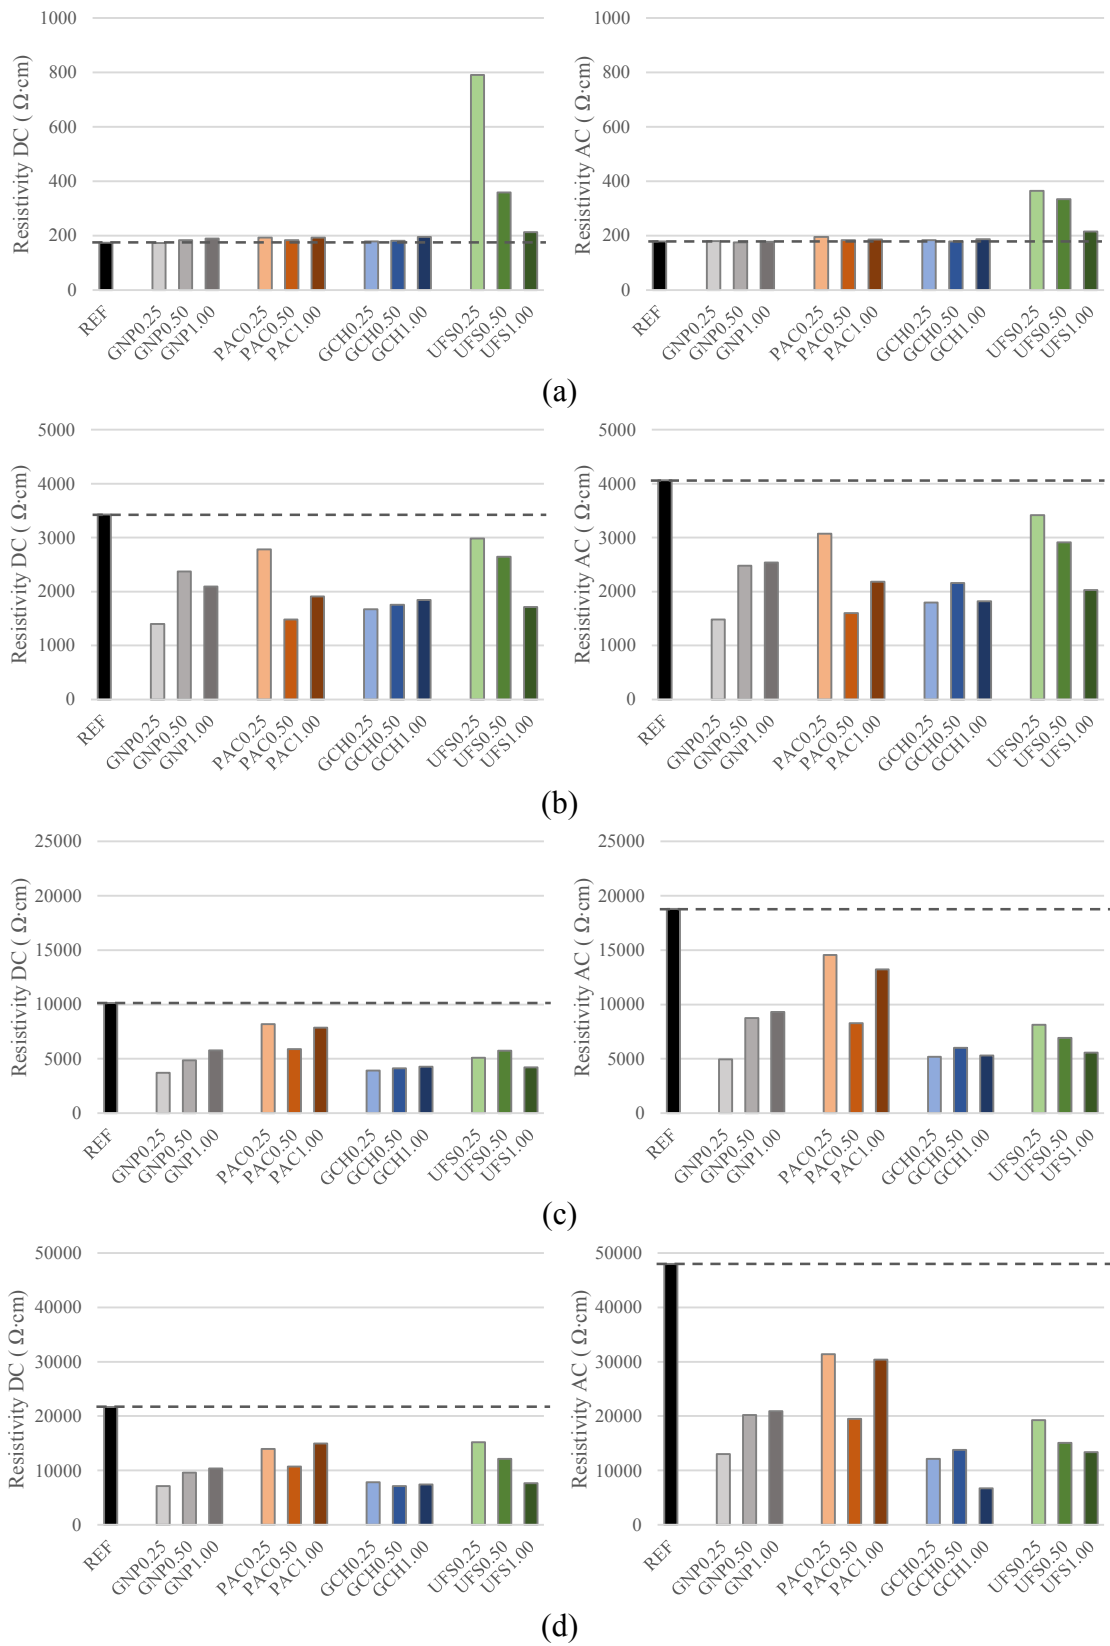 Resistivity DC ( Ω·cm)
1000
800
600
400
200
0
REF
GNP0.25
GNP0.50
GNP1.00
PAC0.25
PAC0.50
PAC1.00
GCH0.25
GCH0.50
GCH1.00
UFS0.25
UFS0.50
UFS1.00
Resistivity AC ( Ω·cm)
1000
800
600
400
200
0
REF
GNP0.25
GNP0.50
GNP1.00
PAC0.25
PAC0.50
PAC1.00
GCH0.25
GCH0.50
GCH1.00
UFS0.25
UFS0.50
UFS1.00
(a)
Resistivity DC ( Ω·cm)
5000
4000
3000
2000
1000
0
REF
GNP0.25
GNP0.50
GNP1.00
PAC0.25
PAC0.50
PAC1.00
GCH0.25
GCH0.50
GCH1.00
UFS0.25
UFS0.50
UFS1.00
Resistivity AC ( Ω·cm)
5000
4000
3000
2000
1000
0
REF
GNP0.25
GNP0.50
GNP1.00
PAC0.25
PAC0.50
PAC1.00
GCH0.25
GCH0.50
GCH1.00
UFS0.25
UFS0.50
UFS1.00
(b)
Resistivity DC ( Ω·cm)
25000
20000
15000
10000
5000
0
REF
GNP0.25
GNP0.50
GNP1.00
PAC0.25
PAC0.50
PAC1.00
GCH0.25
GCH0.50
GCH1.00
UFS0.25
UFS0.50
UFS1.00
Resistivity AC ( Ω·cm)
25000
20000
15000
10000
5000
0
REF
GNP0.25
GNP0.50
GNP1.00
PAC0.25
PAC0.50
PAC1.00
GCH0.25
GCH0.50
GCH1.00
UFS0.25
UFS0.50
UFS1.00
(c)
Resistivity DC ( Ω·cm)
50000
40000
30000
20000
10000
0
REF
GNP0.25
GNP0.50
GNP1.00
PAC0.25
PAC0.50
PAC1.00
GCH0.25
GCH0.50
GCH1.00
UFS0.25
UFS0.50
UFS1.00
Resistivity AC ( Ω·cm)
50000
40000
30000
20000
10000
0
REF
GNP0.25
GNP0.50
GNP1.00
PAC0.25
PAC0.50
PAC1.00
GCH0.25
GCH0.50
GCH1.00
UFS0.25
UFS0.50
UFS1.00
(d)